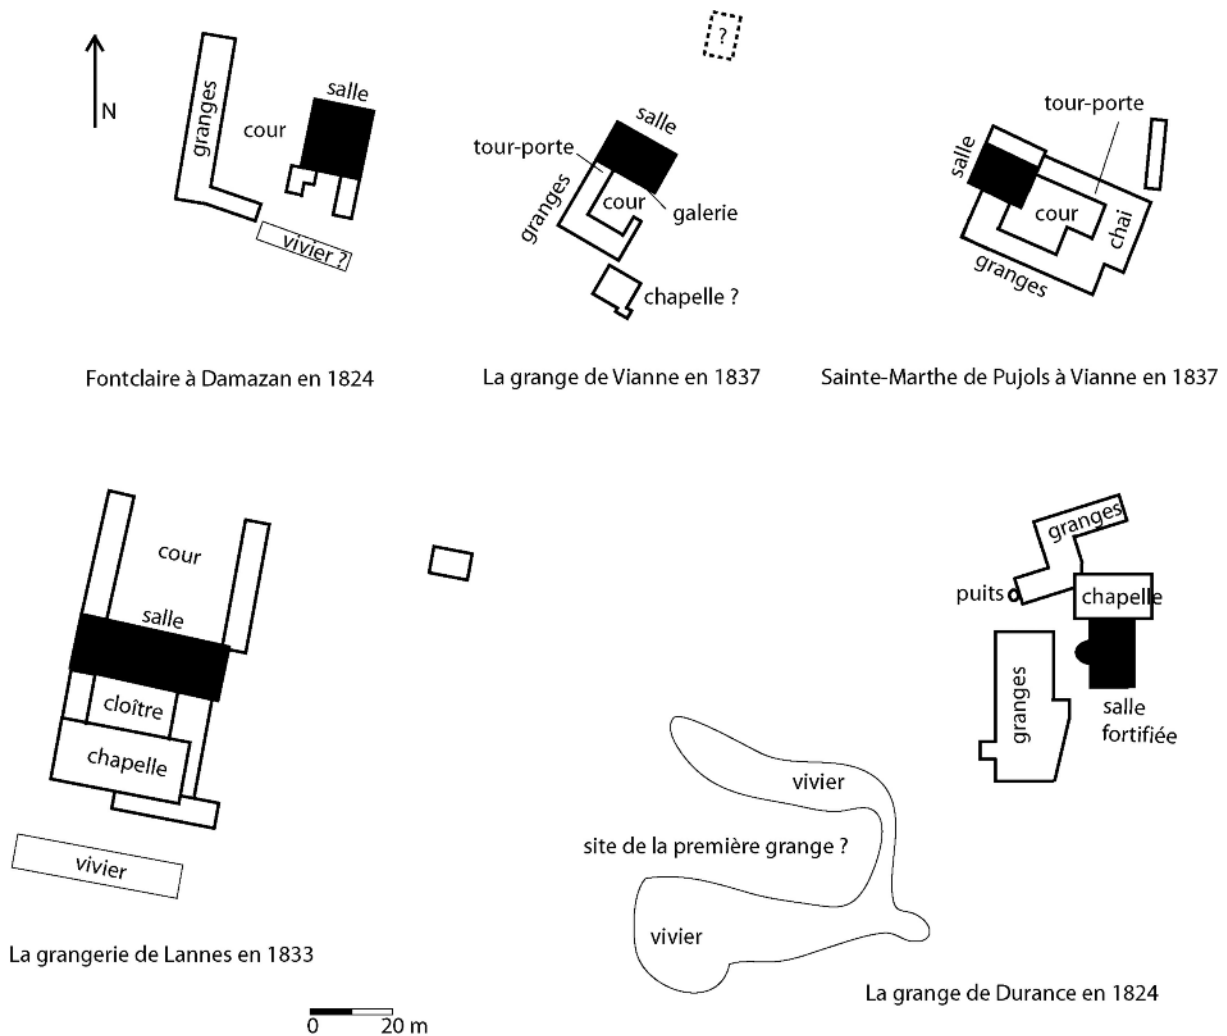 N
granges
cour
salle
vivier ?
Fontclaire à Damazan en 1824
?
salle
tour-porte
granges
cour
galerie
chapelle ?
La grange de Vianne en 1837
tour-porte
salle
cour
chai
granges
Sainte-Marthe de Pujols à Vianne en 1837
cour
salle
cloître
chapelle
vivier
La grangerie de Lannes en 1833
0 20 m
granges
puits
chapelle
granges
salle
fortifiée
vivier
site de la première grange ?
vivier
La grange de Durance en 1824